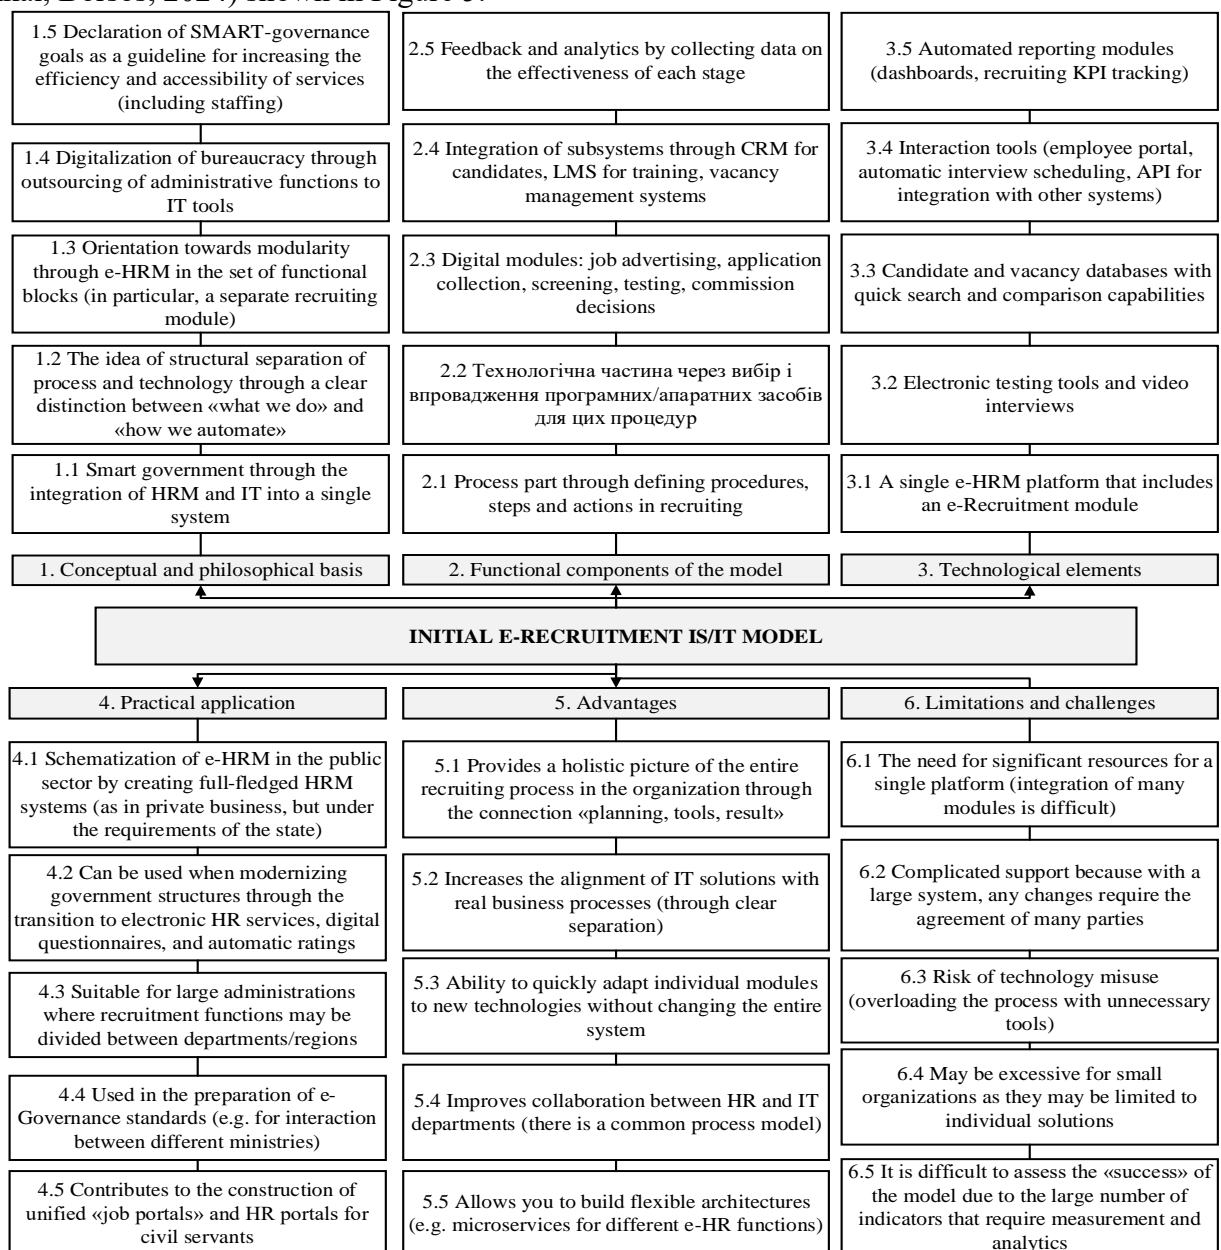 1.5 Declaration of SMART-governance
goals as a guideline for increasing the
efficiency and accessibility of services
(including staffing)
2.5 Feedback and analytics by collecting data on
the effectiveness of each stage
3.5 Automated reporting modules
(dashboards, recruiting KPI tracking)
1.4 Digitalization of bureaucracy through
outsourcing of administrative functions to
IT tools
2.4 Integration of subsystems through CRM for
candidates, LMS for training, vacancy
management systems
3.4 Interaction tools (employee portal,
automatic interview scheduling, API for
integration with other systems)
1.3 Orientation towards modularity
through e-HRM in the set of functional
blocks (in particular, a separate recruiting
module)
2.3 Digital modules: job advertising, application
collection, screening, testing, commission
decisions
3.3 Candidate and vacancy databases with
quick search and comparison capabilities
1.2 The idea of structural separation of
process and technology through a clear
distinction between «what we do» and
«how we automate»
2.2 Технологічна частина через вибір і
впровадження програмних/апаратних засобів
для цих процедур
3.2 Electronic testing tools and video
interviews
1.1 Smart government through the
integration of HRM and IT into a single
system
2.1 Process part through defining procedures,
steps and actions in recruiting
3.1 A single e-HRM platform that includes
an e-Recruitment module
1. Conceptual and philosophical basis
2. Functional components of the model
3. Technological elements
INITIAL E-RECRUITMENT IS/IT MODEL
4. Practical application
5. Advantages
6. Limitations and challenges
4.1 Schematization of e-HRM in the public
sector by creating full-fledged HRM
systems (as in private business, but under
the requirements of the state)
5.1 Provides a holistic picture of the entire
recruiting process in the organization through
the connection «planning, tools, result»
6.1 The need for significant resources for a
single platform (integration of many
modules is difficult)
4.2 Can be used when modernizing
government structures through the
transition to electronic HR services, digital
questionnaires, and automatic ratings
5.2 Increases the alignment of IT solutions with
real business processes (through clear
separation)
6.2 Complicated support because with a
large system, any changes require the
agreement of many parties
4.3 Suitable for large administrations
where recruitment functions may be
divided between departments/regions
5.3 Ability to quickly adapt individual modules
to new technologies without changing the entire
system
6.3 Risk of technology misuse
(overloading the process with unnecessary
tools)
4.4 Used in the preparation of e-
Governance standards (e.g. for interaction
between different ministries)
5.4 Improves collaboration between HR and IT
departments (there is a common process model)
6.4 May be excessive for small
organizations as they may be limited to
individual solutions
4.5 Contributes to the construction of
unified «job portals» and HR portals for
civil servants
5.5 Allows you to build flexible architectures
(e.g. microservices for different e-HR functions)
6.5 It is difficult to assess the «success» of
the model due to the large number of
indicators that require measurement and
analytics